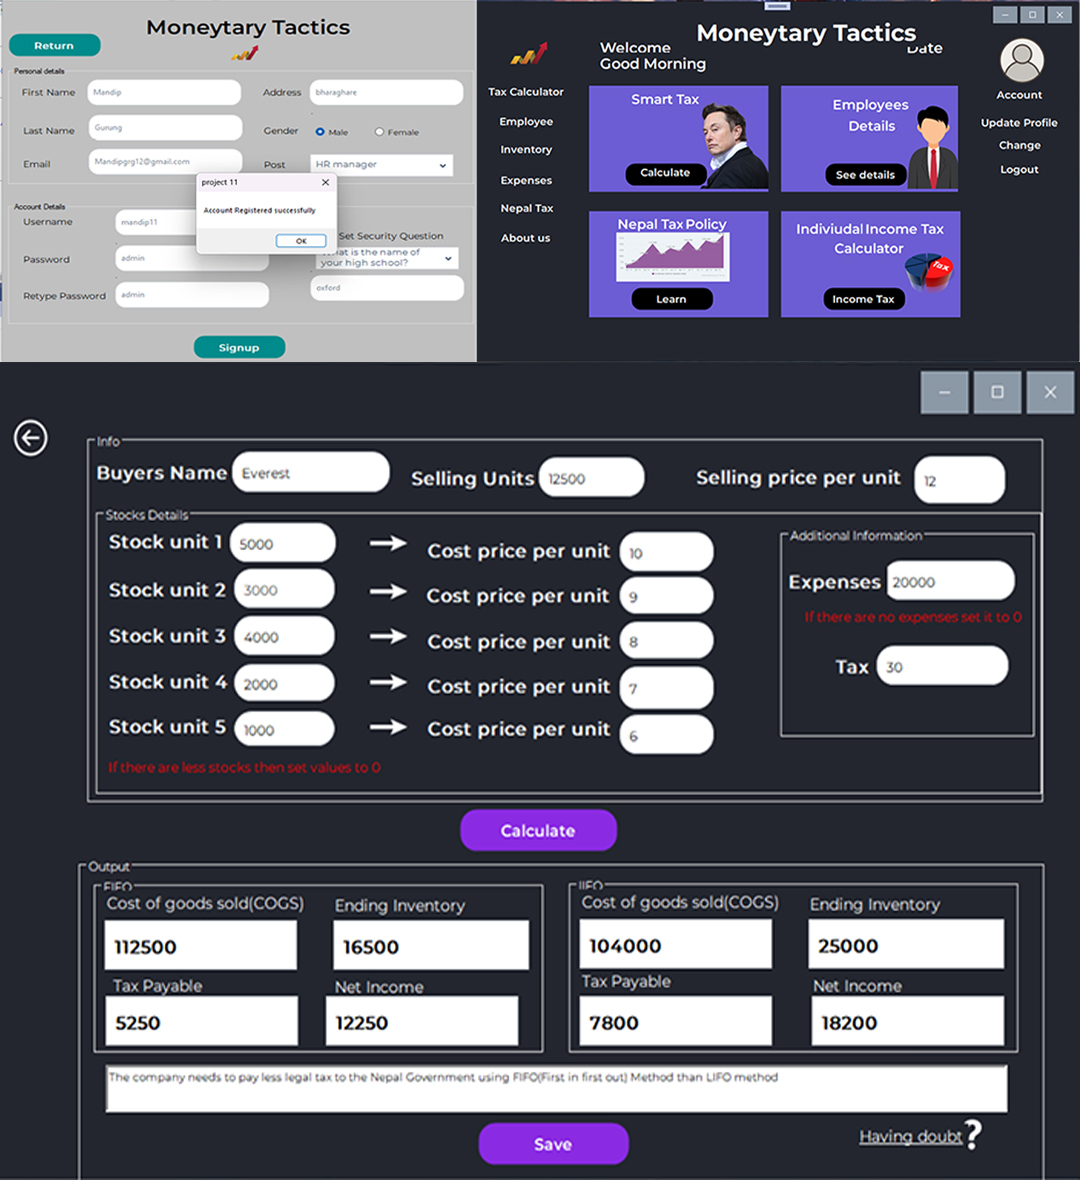 Moneytary Tactics
Return
Personal details
First Name Mandip Address bharaghare
Last Name Gurung Gender Male Female
Email Mandipgrg12@gmail.com Post HR manager
project 11
Account Registered successfully
OK
Account Details
Username mandip11
Set Security Question
Password admin
hat is the name of
your high school?
Retype Password admin oxford
Signup
Moneytary Tactics
Welcome
Good Morning
Date
Tax Calculator
Employee
Inventory
Expenses
Nepal Tax
About us
Smart Tax
Calculate
Employees
Details
See details
Nepal Tax Policy
Learn
Indiviudal Income Tax
Calculator
Tax
Income Tax
Account
Update Profile
Change
Logout
Info
Buyers Name Everest Selling Units 12500 Selling price per unit 12
Stocks Details
Stock unit 1 5000 Cost price per unit 10
Stock unit 2 3000 Cost price per unit 9
Stock unit 3 4000 Cost price per unit 8
Stock unit 4 2000 Cost price per unit 7
Stock unit 5 1000 Cost price per unit 6
If there are less stocks then set values to 0
Additional Information
Expenses 20000
If there are no expenses set it to 0
Tax 30
Calculate
Output
FIFO
Cost of goods sold(COGS) Ending Inventory
112500 16500
Tax Payable Net Income
5250 12250
LIFO
Cost of goods sold(COGS) Ending Inventory
104000 25000
Tax Payable Net Income
7800 18200
The company needs to pay less legal tax to the Nepal Government using FIFO(First in first out) Method than LIFO method
Save
Having doubt ?